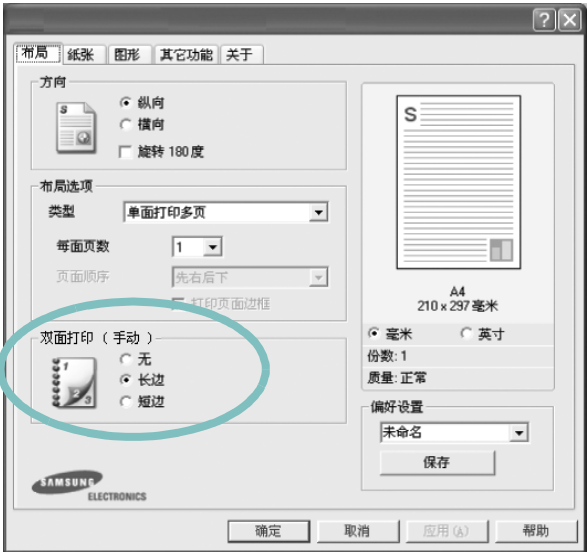 布局 纸张 图形 其它功能 关于
方向
S
纵向
横向
旋转 180 度
布局选项
类型 单面打印多页
每面页数 1
页面顺序 先右后下
打印页面边框
双面打印 （ 手动 ）
1 2 3
无
长边
短边
SAMSUNG
ELECTRONICS
S
A4
210 x 297 毫米
毫米 英寸
份数: 1
质量: 正常
偏好设置
未命名
保存
确定 取消 应用 (A) 帮助